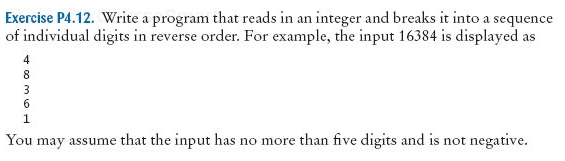 Exercise P4.12. Write a program that reads in an integer and breaks it into a sequence
of individual digits in reverse order. For example, the input 16384 is displayed as
4
8
3
6
1
You may assume that the input has no more than five digits and is not negative.